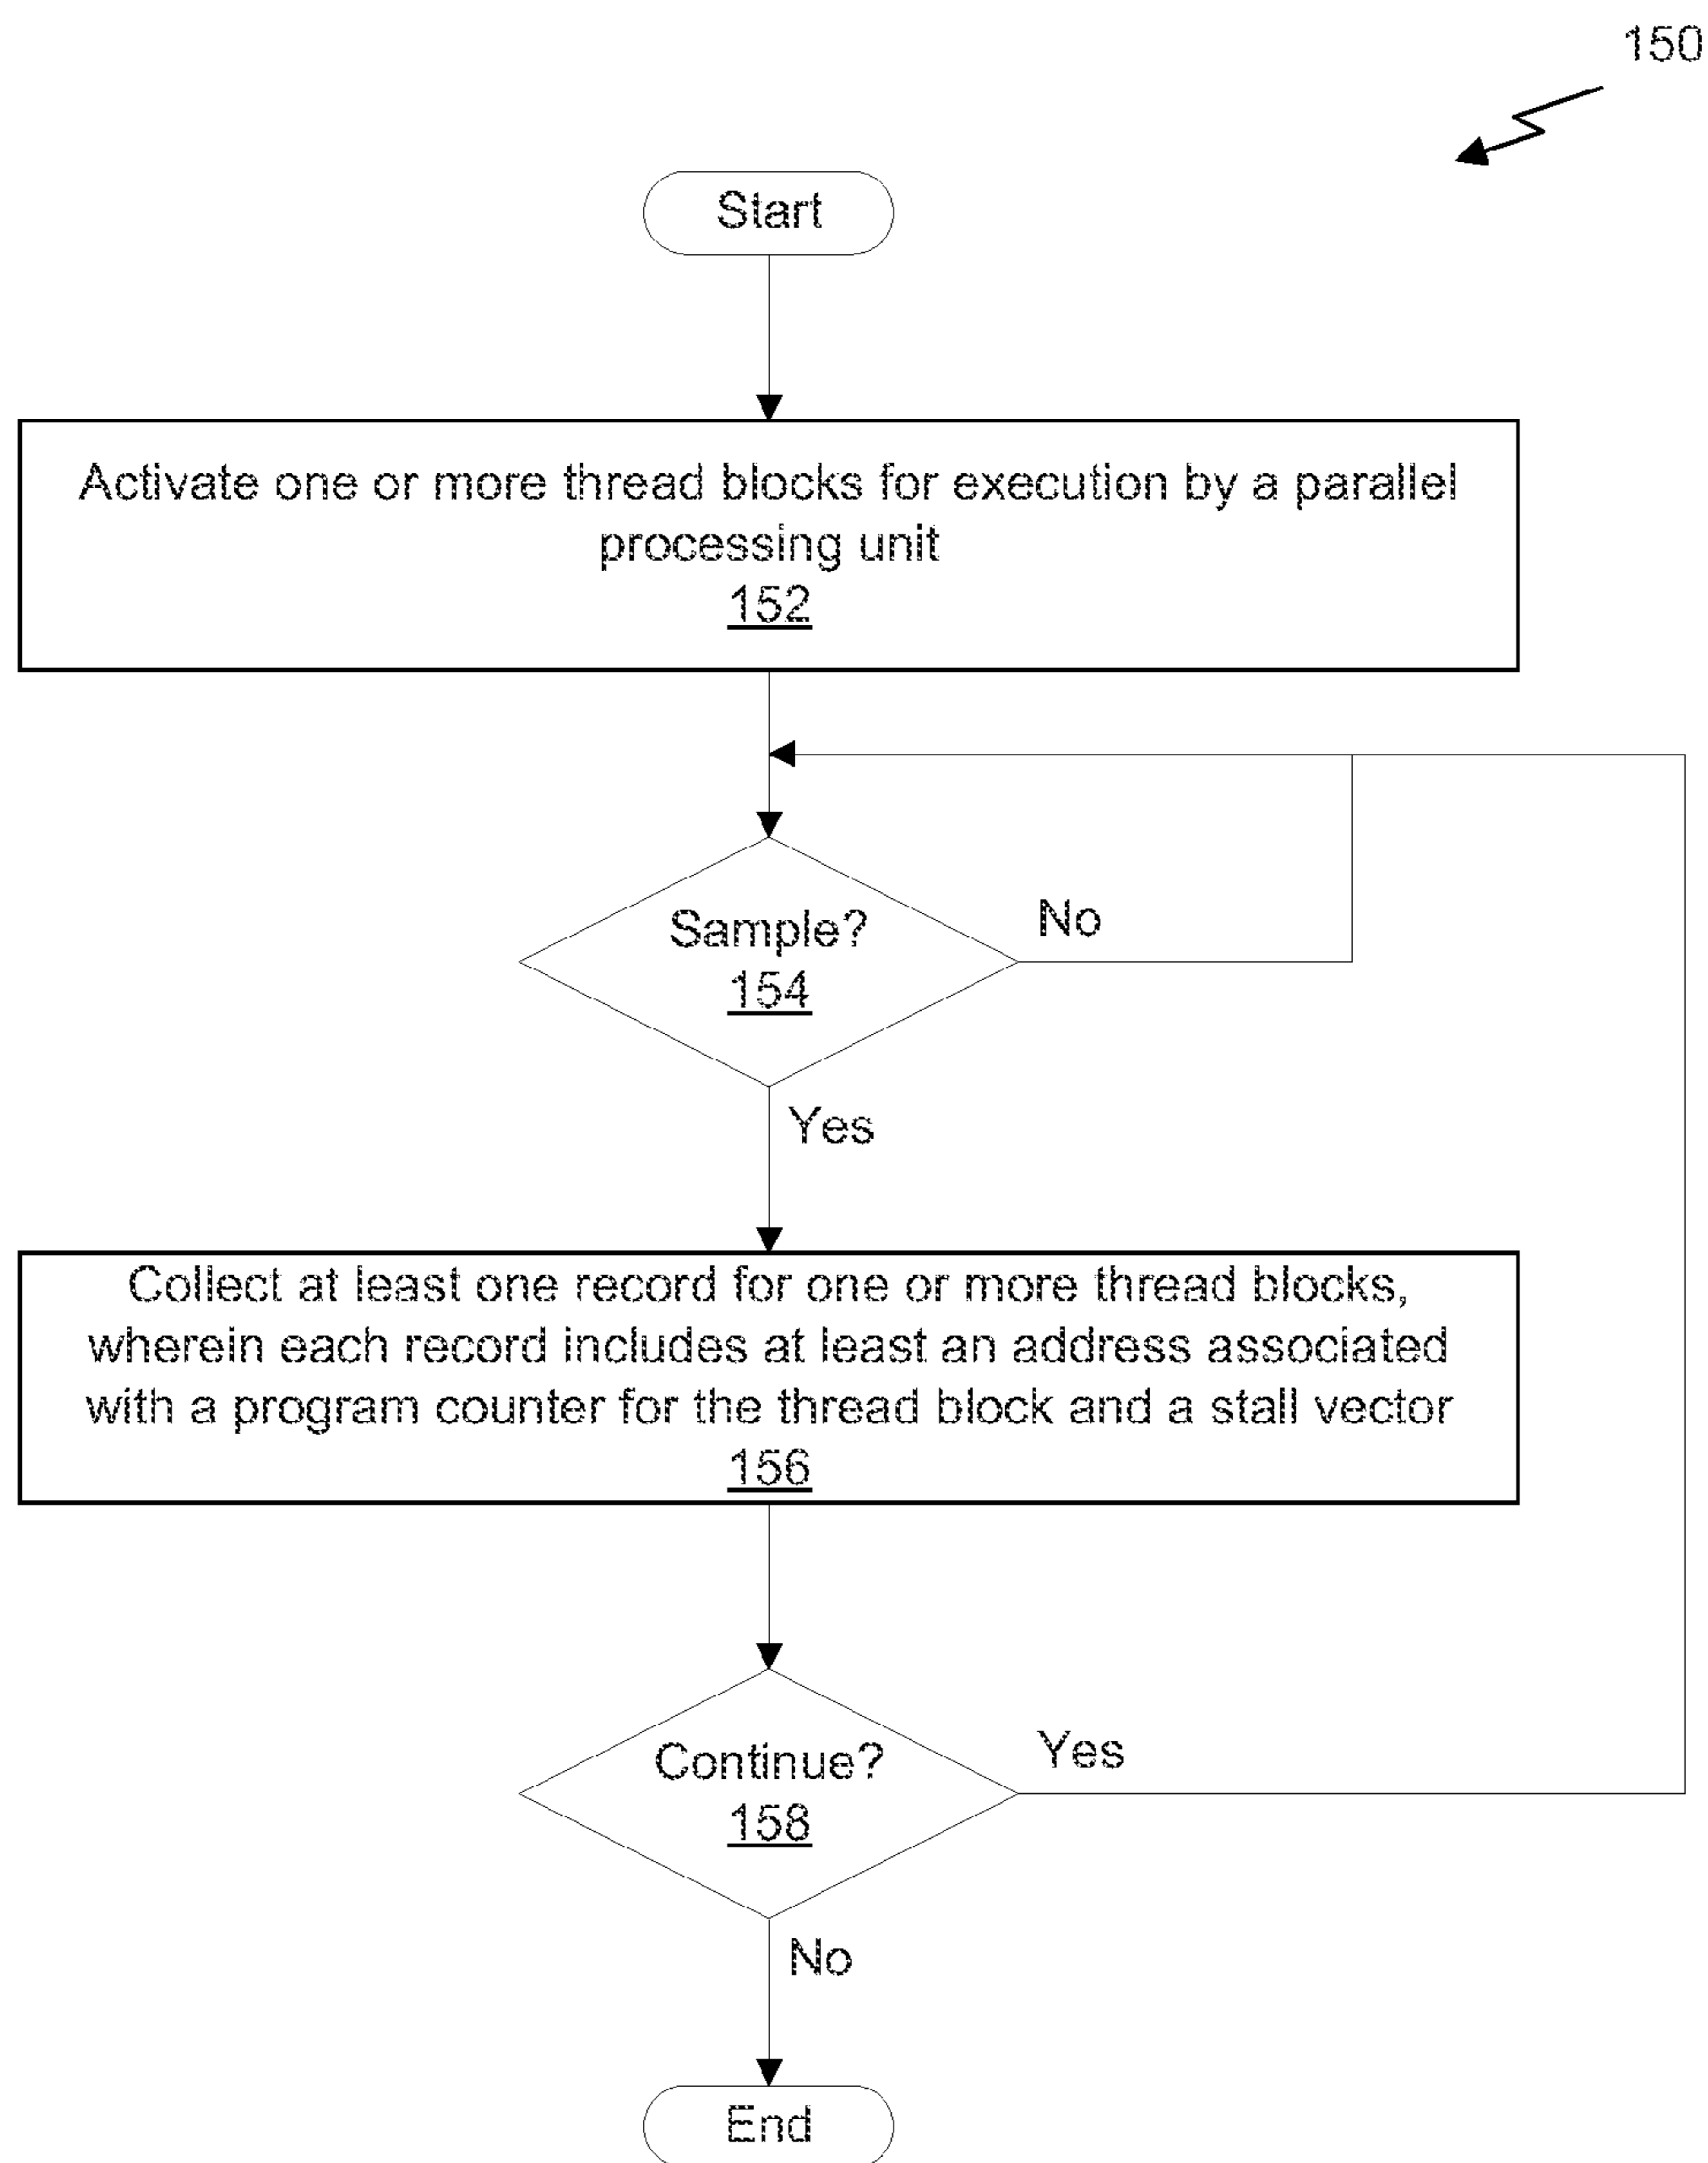 150
Start
Activate one or more thread blocks for execution by a parallel
processing unit
152
Sample?
154
No
Yes
Collect at least one record for one or more thread blocks,
wherein each record includes at least an address associated
with a program counter for the thread block and a stall vector
156
Continue?
158
Yes
No
End